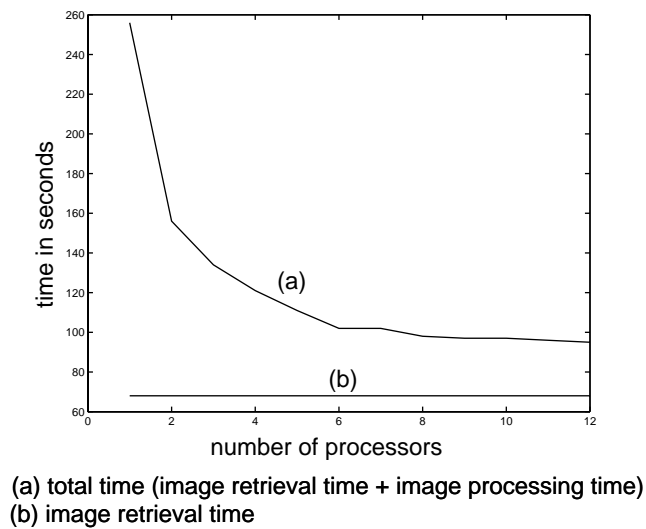 260
240
220
200
180
160
140
120
100
80
60
time in seconds
(a)
(b)
0 2 4 6 8 10 12
number of processors
(a) total time (image retrieval time + image processing time)
(b) image retrieval time